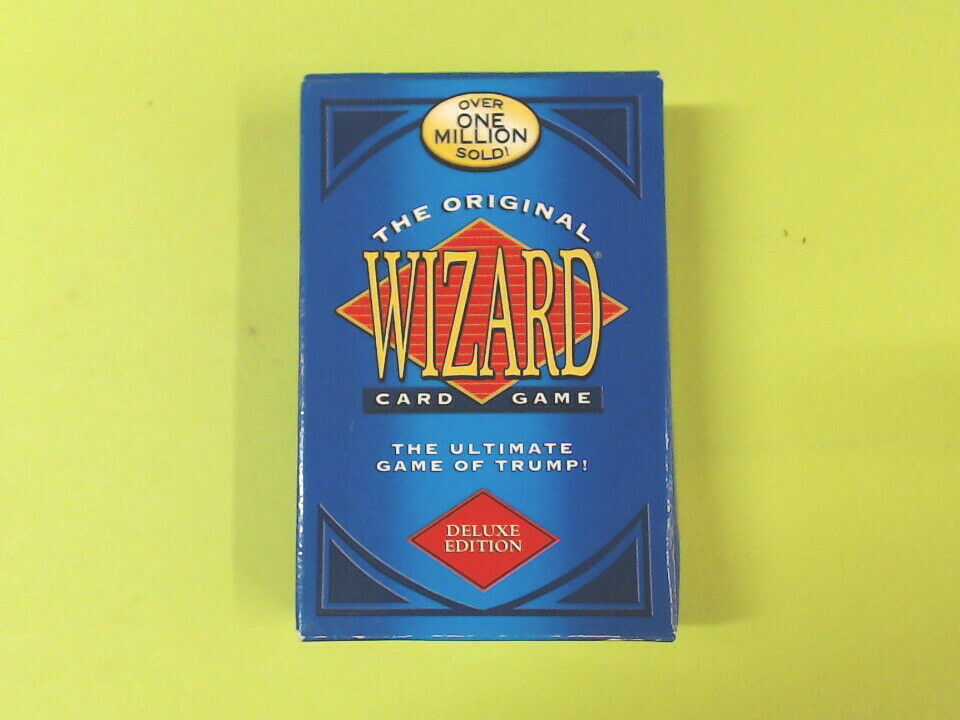 OVER
ONE
MILLION
SOLD!
THE ORIGINAL
WIZARD®
CARD GAME
THE ULTIMATE
GAME OF TRUMP!
DELUXE
EDITION